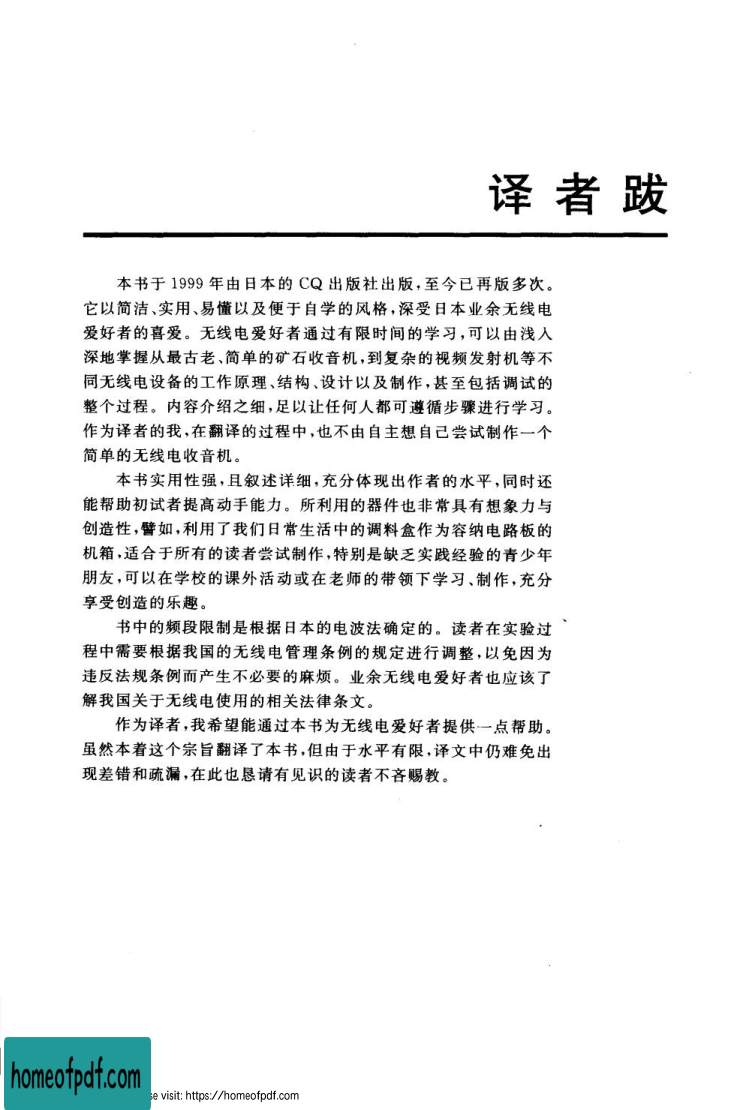 译者跋
本书于 1999 年由日本的 CQ 出版社出版,至今已再版多次。
它以简洁、实用、易懂以及便于自学的风格,深受日本业余无线电
爱好者的喜爱。无线电爱好者通过有限时间的学习,可以由浅入
深地掌握从最古老、简单的矿石收音机,到复杂的视频发射机等不
同无线电设备的工作原理、结构、设计以及制作,甚至包括调试的
整个过程。内容介绍之细,足以让任何人都可遵循步骤进行学习。
作为译者的我,在翻译的过程中,也不由自主想自己尝试制作一个
简单的无线电收音机。
本书实用性强,且叙述详细,充分体现出作者的水平,同时还
能帮助初试者提高动手能力。所利用的器件也非常具有想象力与
创造性,譬如,利用了我们日常生活中的调料盒作为容纳电路板的
机箱,适合于所有的读者尝试制作,特别是缺乏实践经验的青少年
朋友,可以在学校的课外活动或在老师的带领下学习、制作,充分
享受创造的乐趣。
书中的频段限制是根据日本的电波法确定的。读者在实验过
程中需要根据我国的无线电管理条例的规定进行调整,以免因为
违反法规条例而产生不必要的麻烦。业余无线电爱好者也应该了
解我国关于无线电使用的相关法律条文。
作为译者,我希望能通过本书为无线电爱好者提供一点帮助。
虽然本着这个宗旨翻译了本书,但由于水平有限,译文中仍难免出
现差错和疏漏,在此也恳请有见识的读者不吝赐教。
homeofpdf.com
se visit: https://homeofpdf.com